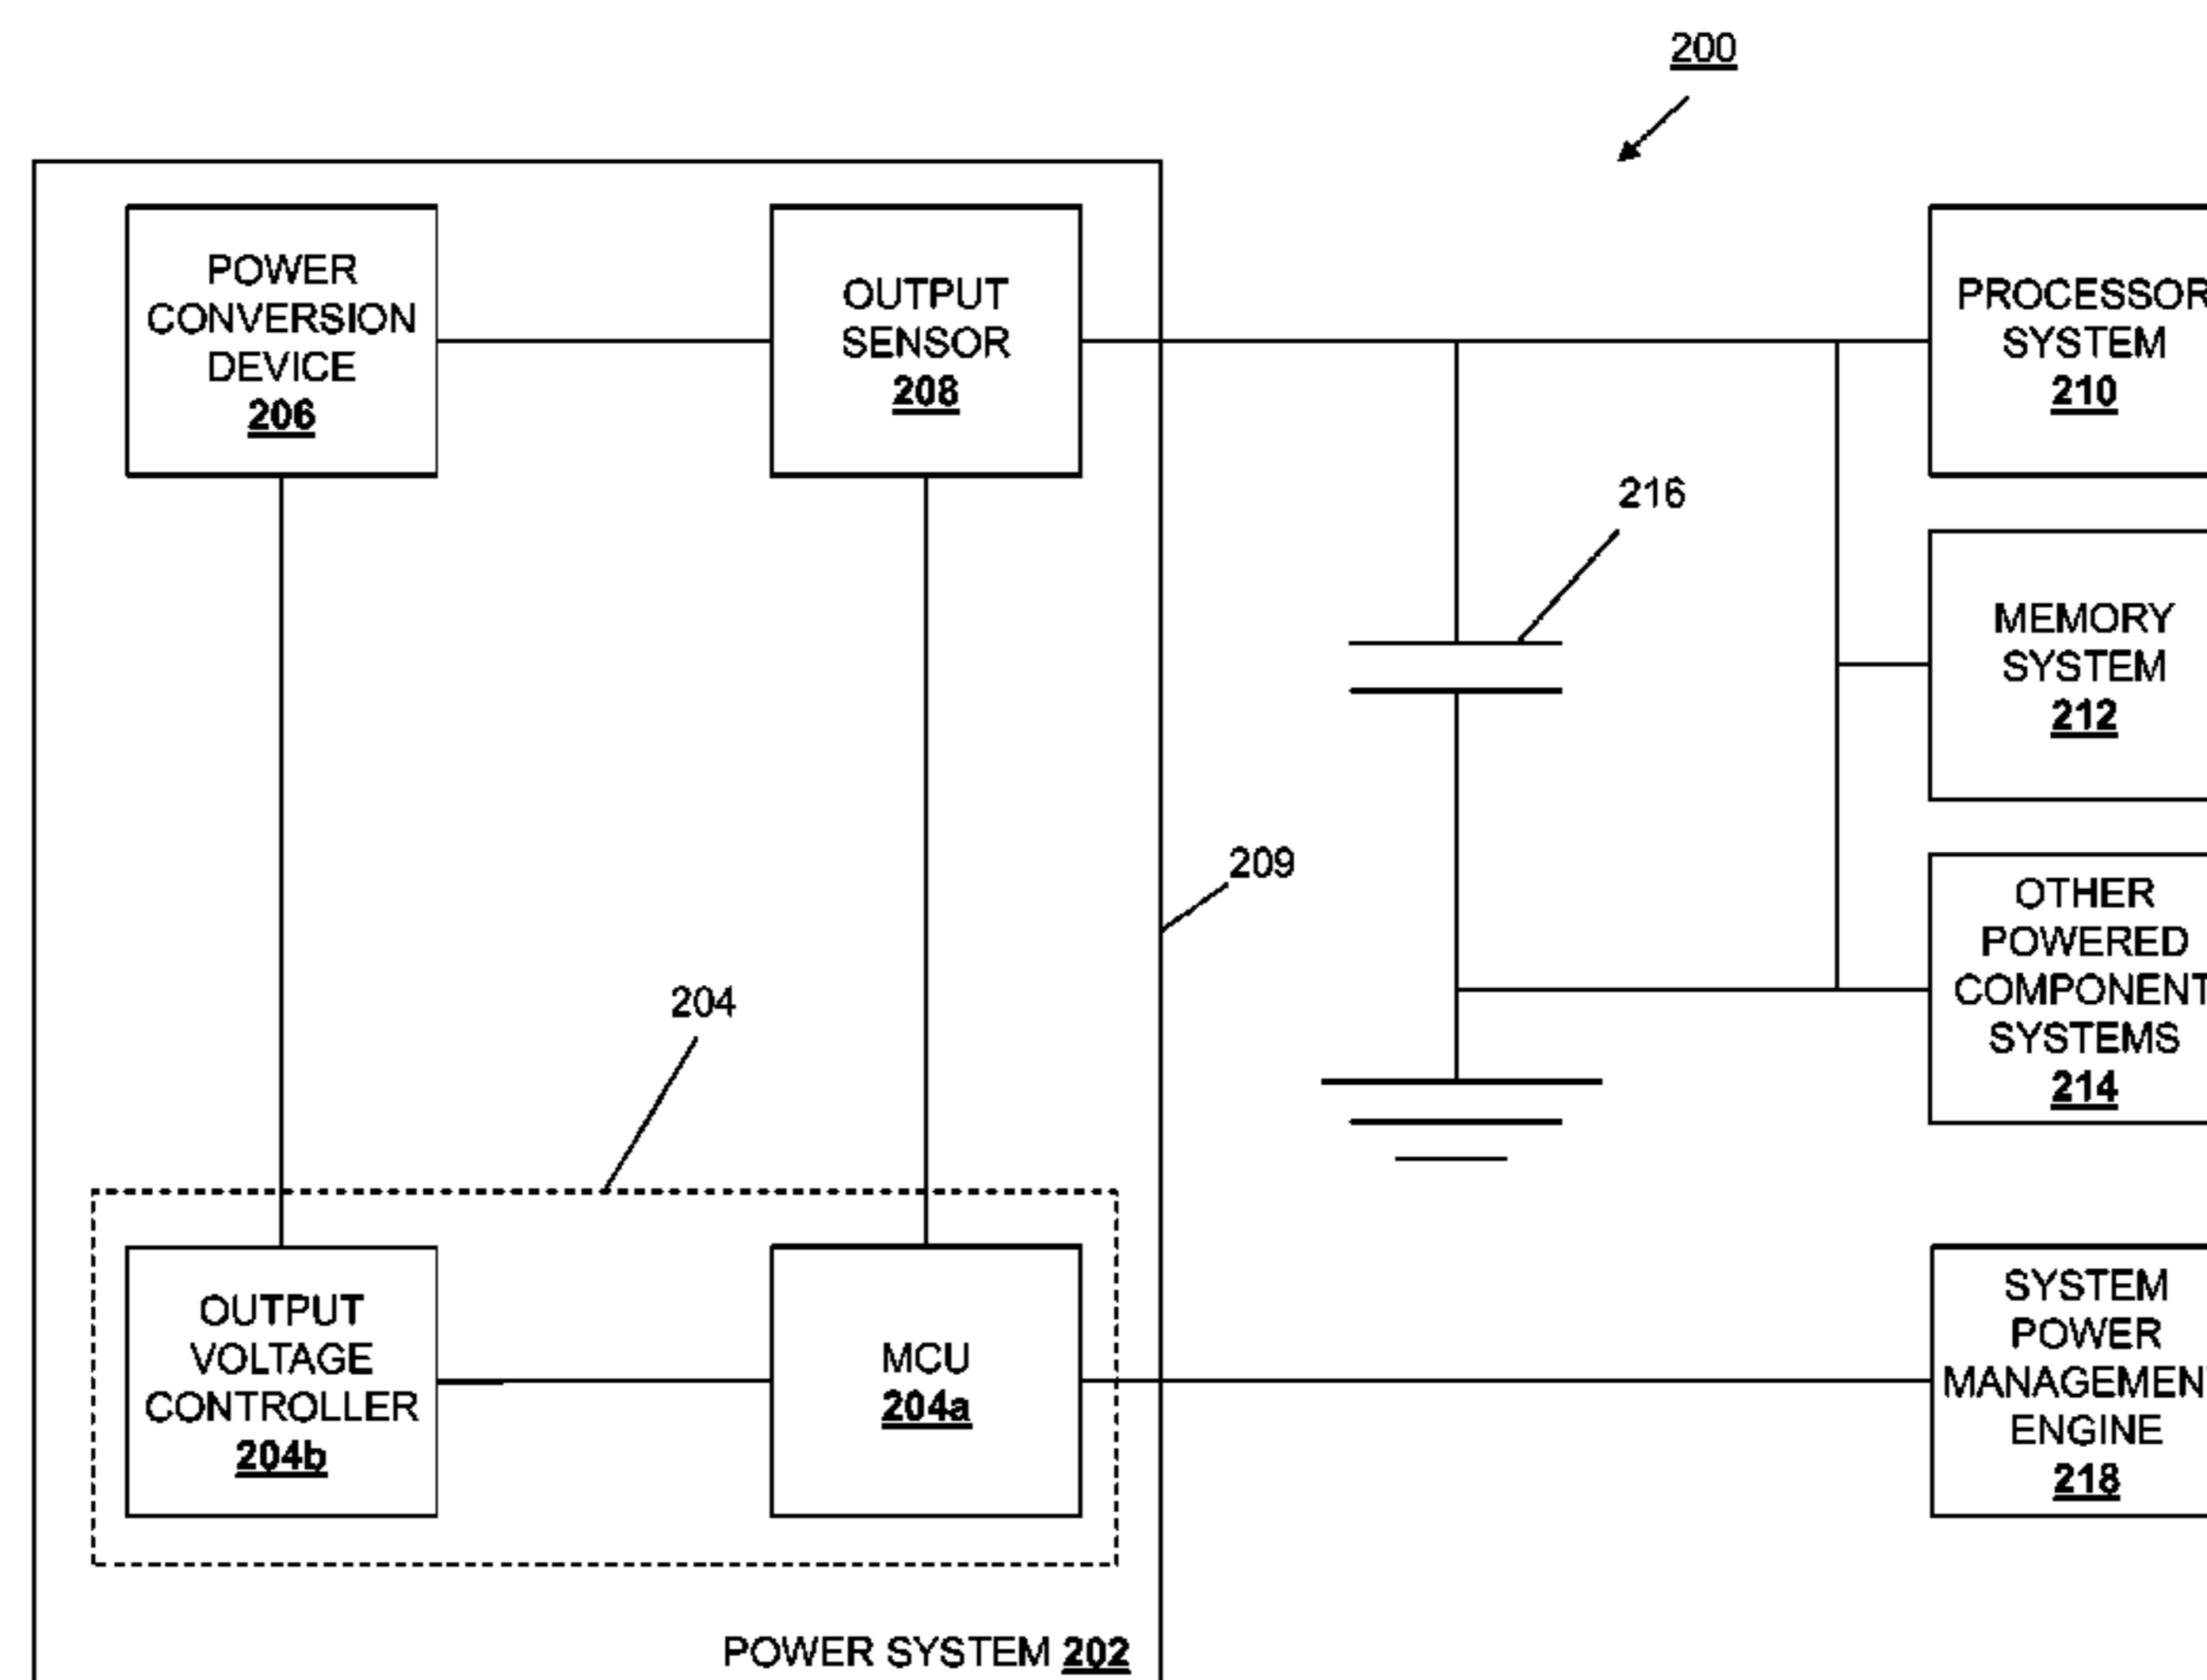 200
POWER
CONVERSION
DEVICE
206
OUTPUT
SENSOR
208
PROCESSOR
SYSTEM
210
216
MEMORY
SYSTEM
212
209
OTHER
POWERED
COMPONENT
SYSTEMS
214
204
OUTPUT
VOLTAGE
CONTROLLER
204b
MCU
204a
SYSTEM
POWER
MANAGEMENT
ENGINE
218
POWER SYSTEM 202